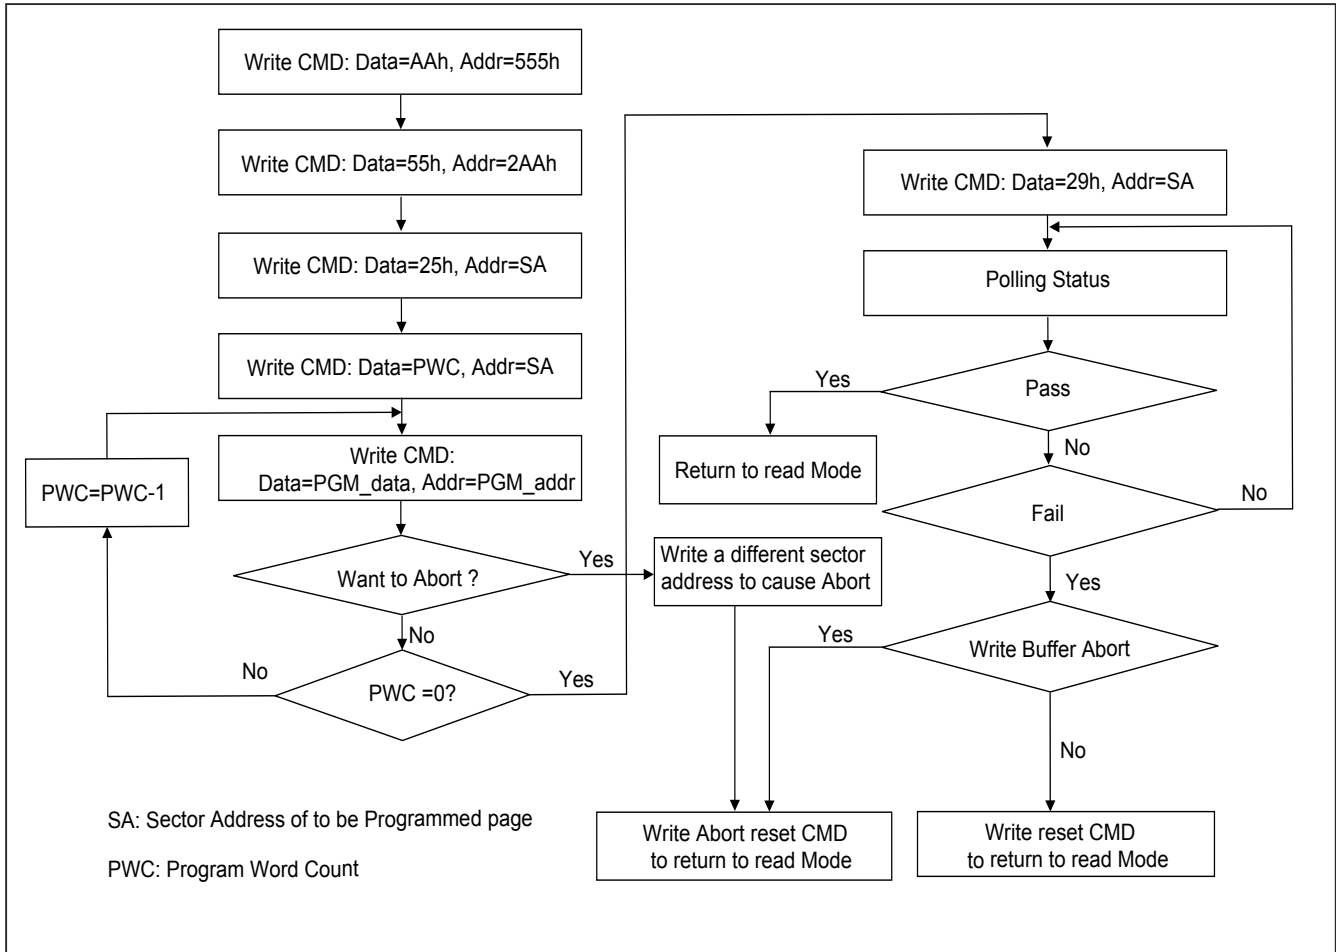 Write CMD: Data=AAh, Addr=555h
Write CMD: Data=55h, Addr=2AAh
Write CMD: Data=25h, Addr=SA
Write CMD: Data=PWC, Addr=SA
Write CMD:
Data=PGM_data, Addr=PGM_addr
PWC=PWC-1
Want to Abort ?
Yes
No
PWC =0?
No
Yes
Write a different sector
address to cause Abort
Write CMD: Data=29h, Addr=SA
Polling Status
Pass
Yes
No
Return to read Mode
Fail
No
Yes
Write Buffer Abort
Yes
No
Write Abort reset CMD
to return to read Mode
Write reset CMD
to return to read Mode
SA: Sector Address of to be Programmed page
PWC: Program Word Count